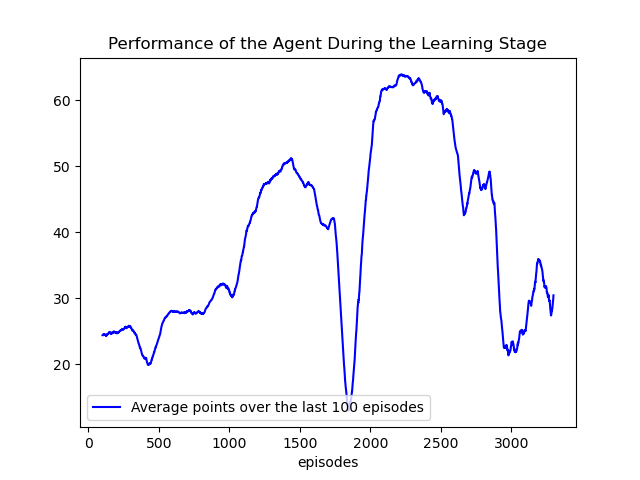 Performance of the Agent During the Learning Stage
60
50
40
30
20
Average points over the last 100 episodes
0 500 1000 1500 2000 2500 3000
episodes